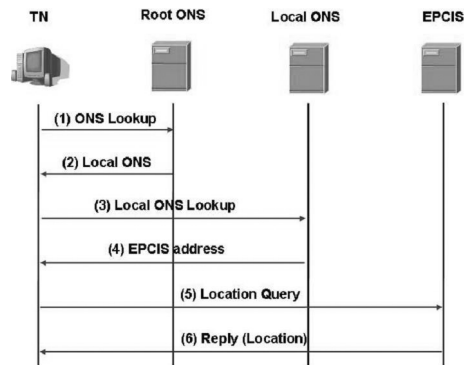 TN
Root ONS
Local ONS
EPCIS
(1) ONS Lookup
(2) Local ONS
(3) Local ONS Lookup
(4) EPCIS address
(5) Location Query
(6) Reply (Location)